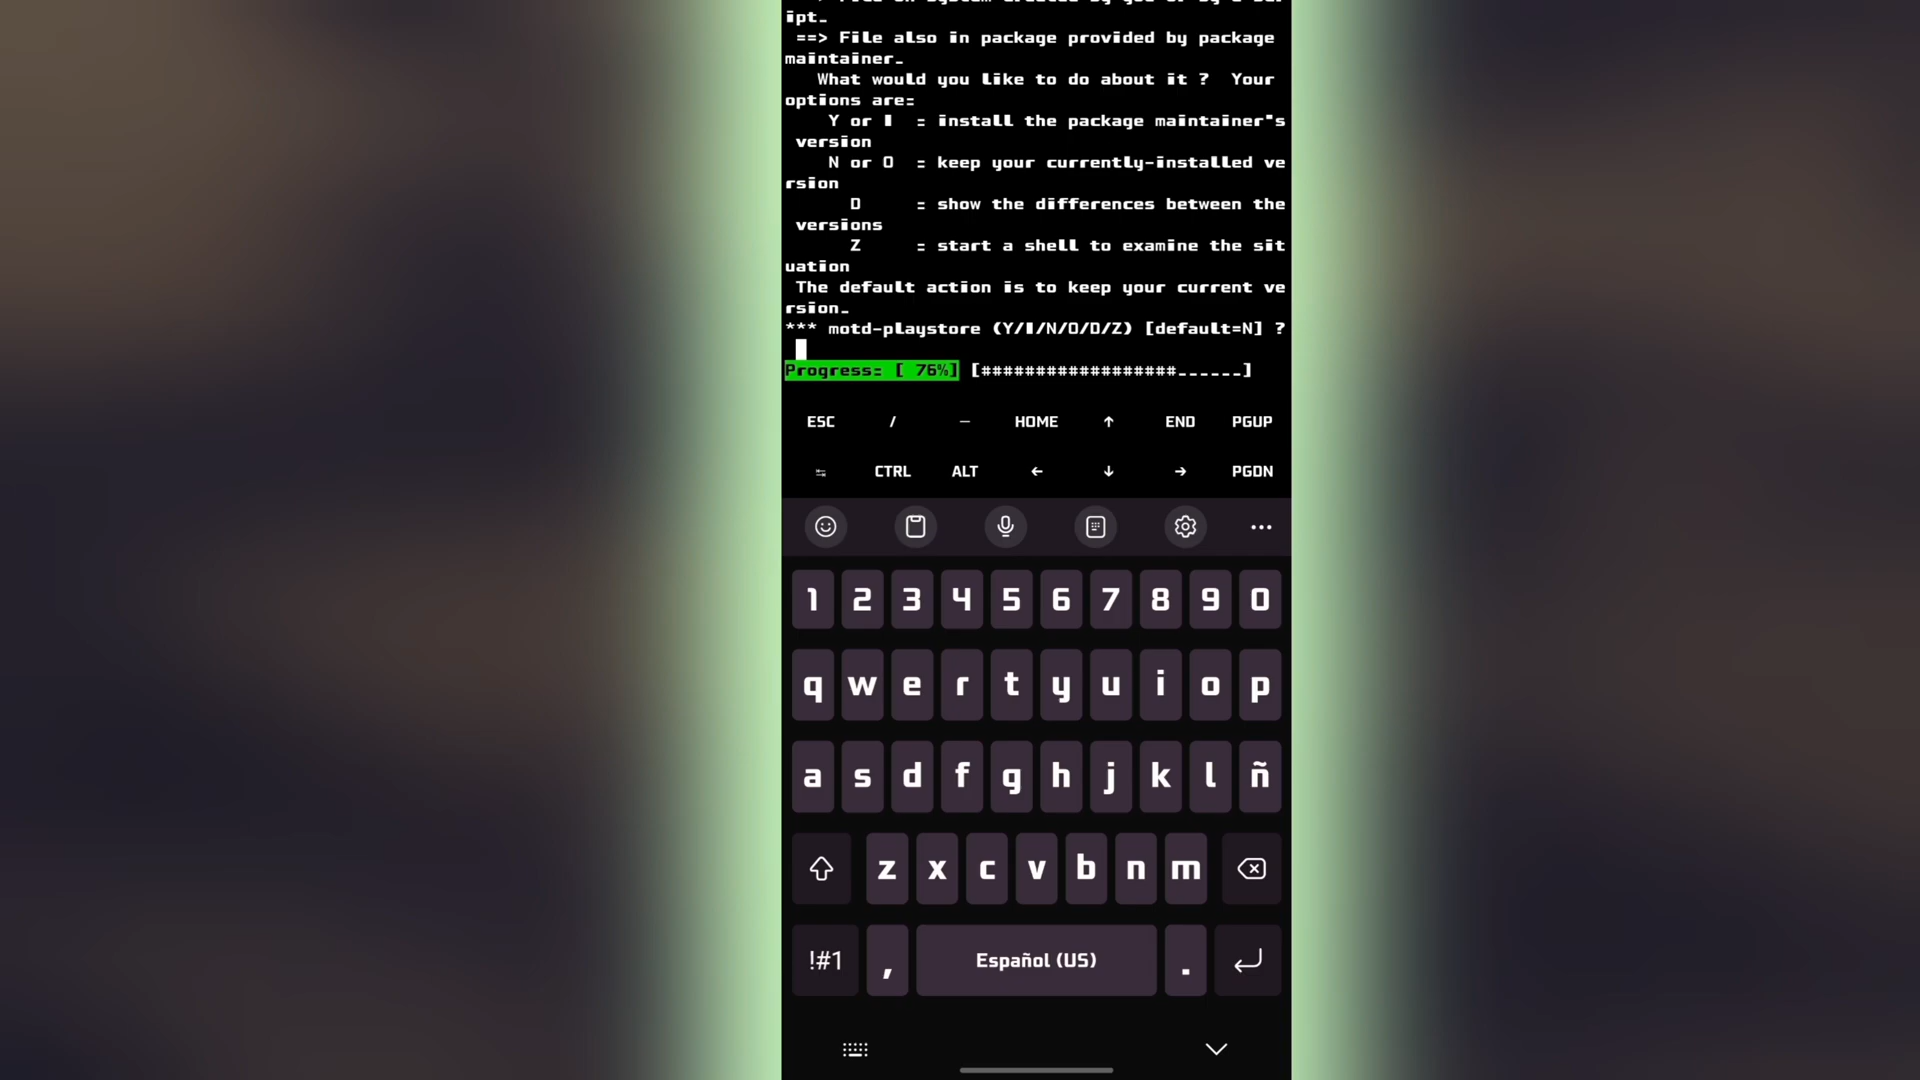 ipt.
==> File also in package provided by package
maintainer.
What would you like to do about it ?  Your
options are:
Y or I  : install the package maintainer's
version
N or O  : keep your currently-installed ve
rsion
D     : show the differences between the
versions
Z     : start a shell to examine the sit
uation
The default action is to keep your current ve
rsion.
*** motd-playstore (Y/I/N/O/D/Z) [default=N] ?
Progress: [ 76%] [##################......]
ESC / — HOME ↑ END PGUP
⇆ CTRL ALT ← ↓ → PGDN
1 2 3 4 5 6 7 8 9 0
q w e r t y u i o p
a s d f g h j k l ñ
z x c v b n m
!#1 , Español (US) .